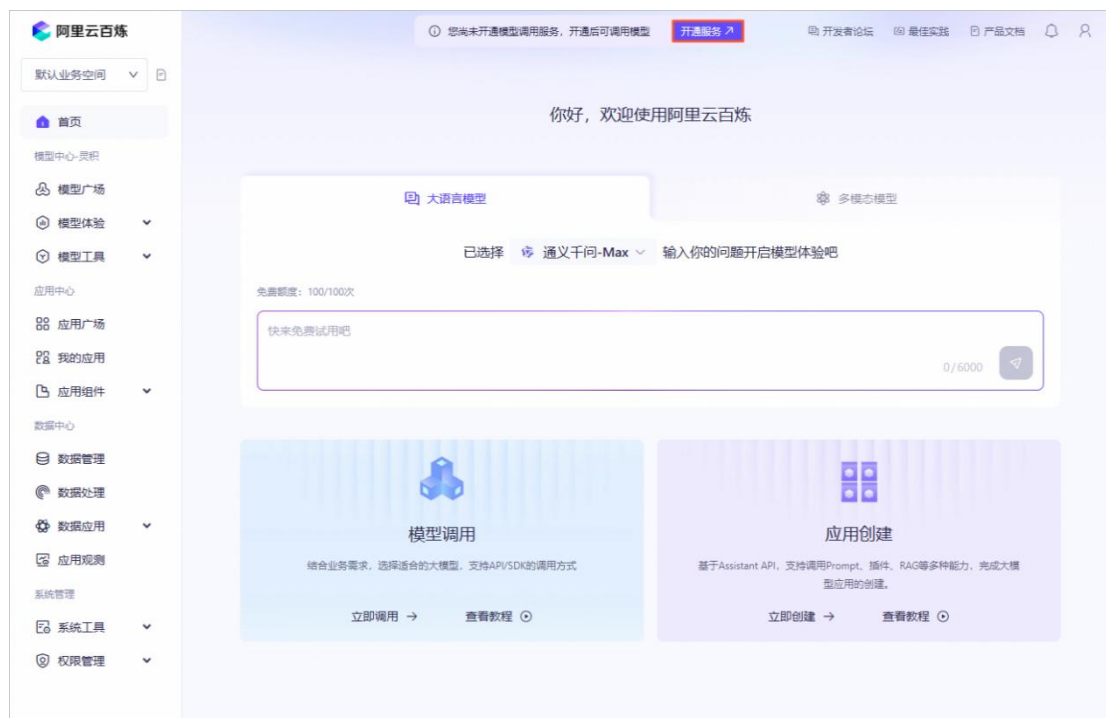 阿里云百炼
您尚未开通模型调用服务，开通后可调用模型
开通服务
开发者论坛
最佳实践
产品文档
默认业务空间
首页
模型中心-灵积
模型广场
模型体验
模型工具
应用中心
应用广场
我的应用
应用组件
数据中心
数据管理
数据处理
数据应用
应用观测
系统管理
系统工具
权限管理
你好，欢迎使用阿里云百炼
大语言模型
多模态模型
已选择 通义千问-Max 输入你的问题开启模型体验吧
免费额度：100/100次
快来免费试用吧
0/6000
模型调用
结合业务需求，选择适合的大模型，支持API/SDK的调用方式
立即调用 →
查看教程
应用创建
基于Assistant API，支持调用Prompt、插件、RAG等多种能力，完成大模
型应用的创建。
立即创建 →
查看教程